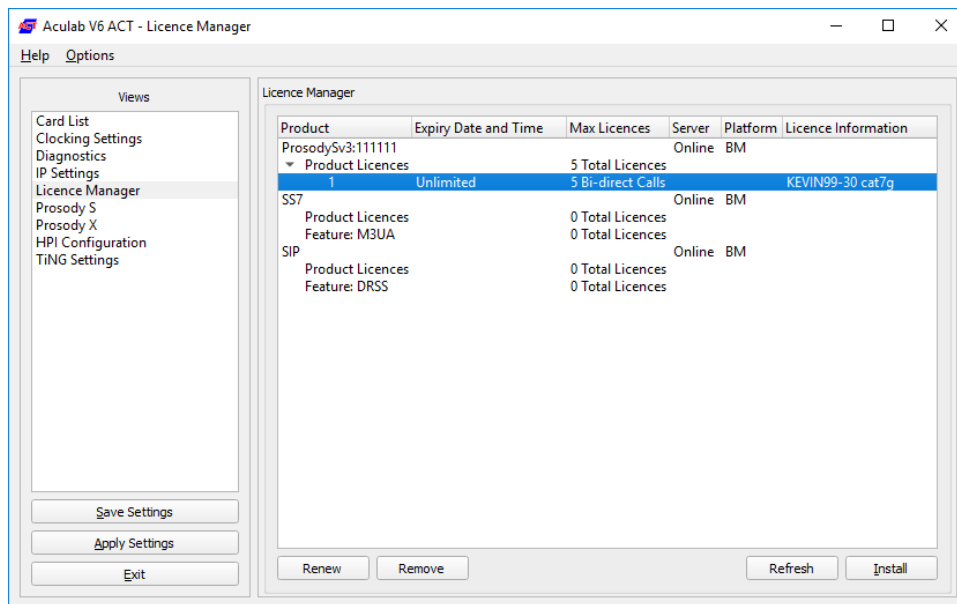 Aculab V6 ACT - Licence Manager
Help Options
Views
Card List
Clocking Settings
Diagnostics
IP Settings
Licence Manager
Prosody S
Prosody X
HPI Configuration
TiNG Settings
Save Settings
Apply Settings
Exit
Licence Manager
Product Expiry Date and Time Max Licences Server Platform Licence Information
ProsodySv3:111111 Online BM
Product Licences 5 Total Licences
1 Unlimited 5 Bi-direct Calls KEVIN99-30 cat7g
SS7 Online BM
Product Licences 0 Total Licences
Feature: M3UA 0 Total Licences
SIP Online BM
Product Licences 0 Total Licences
Feature: DRSS 0 Total Licences
Renew Remove Refresh Install